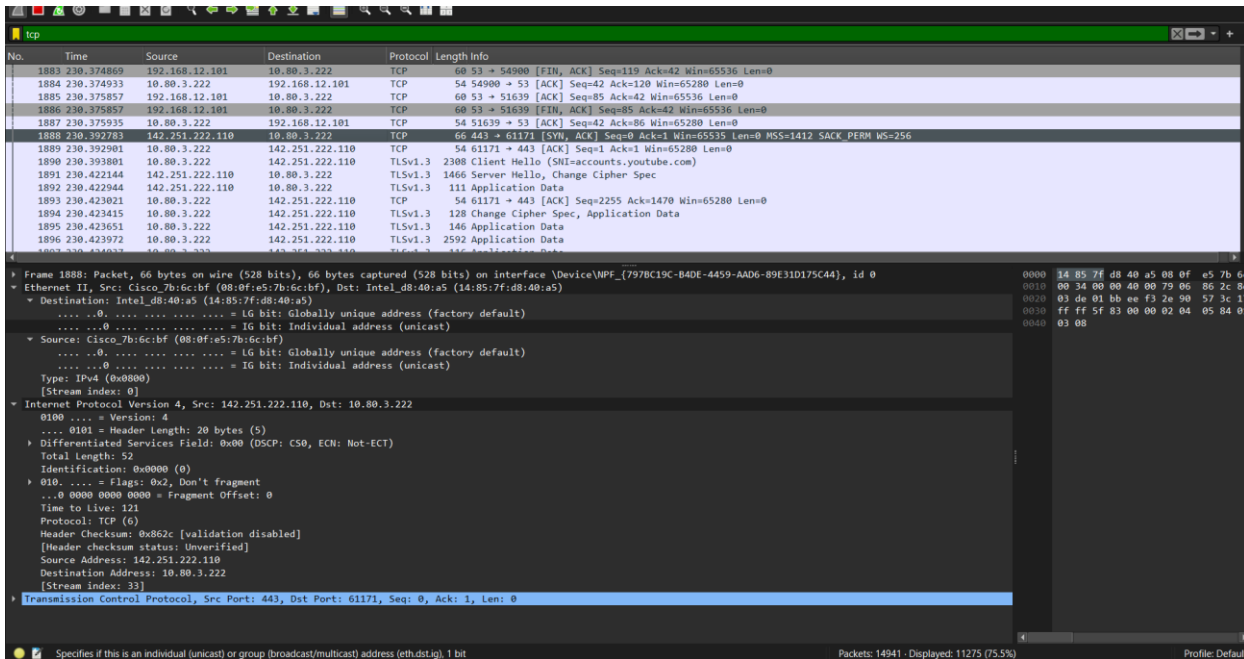 tcp
No. Time Source Destination Protocol Length Info
1883 230.374869 192.168.12.101 10.80.3.222 TCP 60 53 → 54900 [FIN, ACK] Seq=119 Ack=42 Win=65536 Len=0
1884 230.374933 10.80.3.222 192.168.12.101 TCP 54 54900 → 53 [ACK] Seq=42 Ack=120 Win=65280 Len=0
1885 230.375857 192.168.12.101 10.80.3.222 TCP 60 53 → 51639 [ACK] Seq=85 Ack=42 Win=65536 Len=0
1886 230.375857 192.168.12.101 10.80.3.222 TCP 60 53 → 51639 [FIN, ACK] Seq=85 Ack=42 Win=65536 Len=0
1887 230.375935 10.80.3.222 192.168.12.101 TCP 54 51639 → 53 [ACK] Seq=42 Ack=86 Win=65280 Len=0
1888 230.392783 142.251.222.110 10.80.3.222 TCP 66 443 → 61171 [SYN, ACK] Seq=0 Ack=1 Win=65535 Len=0 MSS=1412 SACK_PERM WS=256
1889 230.392901 10.80.3.222 142.251.222.110 TCP 54 61171 → 443 [ACK] Seq=1 Ack=1 Win=65280 Len=0
1890 230.393801 10.80.3.222 142.251.222.110 TLSv1.3 2308 Client Hello (SNI=accounts.youtube.com)
1891 230.422144 142.251.222.110 10.80.3.222 TLSv1.3 1466 Server Hello, Change Cipher Spec
1892 230.422944 142.251.222.110 10.80.3.222 TLSv1.3 111 Application Data
1893 230.423021 10.80.3.222 142.251.222.110 TCP 54 61171 → 443 [ACK] Seq=2255 Ack=1470 Win=65280 Len=0
1894 230.423415 10.80.3.222 142.251.222.110 TLSv1.3 128 Change Cipher Spec, Application Data
1895 230.423651 10.80.3.222 142.251.222.110 TLSv1.3 146 Application Data
1896 230.423972 10.80.3.222 142.251.222.110 TLSv1.3 2592 Application Data
Frame 1888: Packet, 66 bytes on wire (528 bits), 66 bytes captured (528 bits) on interface \Device\NPF_{797BC19C-B4DE-4459-AAD6-89E31D175C44}, id 0
Ethernet II, Src: Cisco_7b:6c:bf (08:0f:e5:7b:6c:bf), Dst: Intel_d8:40:a5 (14:85:7f:d8:40:a5)
Destination: Intel_d8:40:a5 (14:85:7f:d8:40:a5)
.... ..0. .... .... .... .... = LG bit: Globally unique address (factory default)
.... ...0 .... .... .... .... = IG bit: Individual address (unicast)
Source: Cisco_7b:6c:bf (08:0f:e5:7b:6c:bf)
.... ..0. .... .... .... .... = LG bit: Globally unique address (factory default)
.... ...0 .... .... .... .... = IG bit: Individual address (unicast)
Type: IPv4 (0x0800)
[Stream index: 0]
Internet Protocol Version 4, Src: 142.251.222.110, Dst: 10.80.3.222
0100 .... = Version: 4
.... 0101 = Header Length: 20 bytes (5)
Differentiated Services Field: 0x00 (DSCP: CS0, ECN: Not-ECT)
Total Length: 52
Identification: 0x0000 (0)
010. .... = Flags: 0x2, Don't fragment
...0 0000 0000 0000 = Fragment Offset: 0
Time to Live: 121
Protocol: TCP (6)
Header Checksum: 0x862c [validation disabled]
[Header checksum status: Unverified]
Source Address: 142.251.222.110
Destination Address: 10.80.3.222
[Stream index: 33]
Transmission Control Protocol, Src Port: 443, Dst Port: 61171, Seq: 0, Ack: 1, Len: 0
0000 14 85 7f d8 40 a5 08 0f e5 7b
0010 00 34 00 00 40 00 79 06 86 2c
0020 03 de 01 bb ee f3 2e 90 57 3c
0030 ff ff 5f 83 00 00 02 04 05 84
0040 03 08
Specifies if this is an individual (unicast) or group (broadcast/multicast) address (eth.dst.ig), 1 bit
Packets: 14941 · Displayed: 11275 (75.5%)
Profile: Defaul